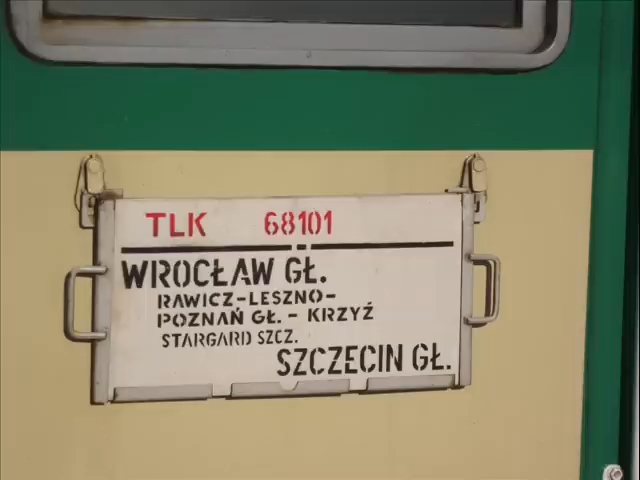 TLK 68101
WROCŁAW GŁ.
RAWICZ-LESZNO-
POZNAŃ GŁ. - KRZYŻ
STARGARD SZCZ.
SZCZECIN GŁ.